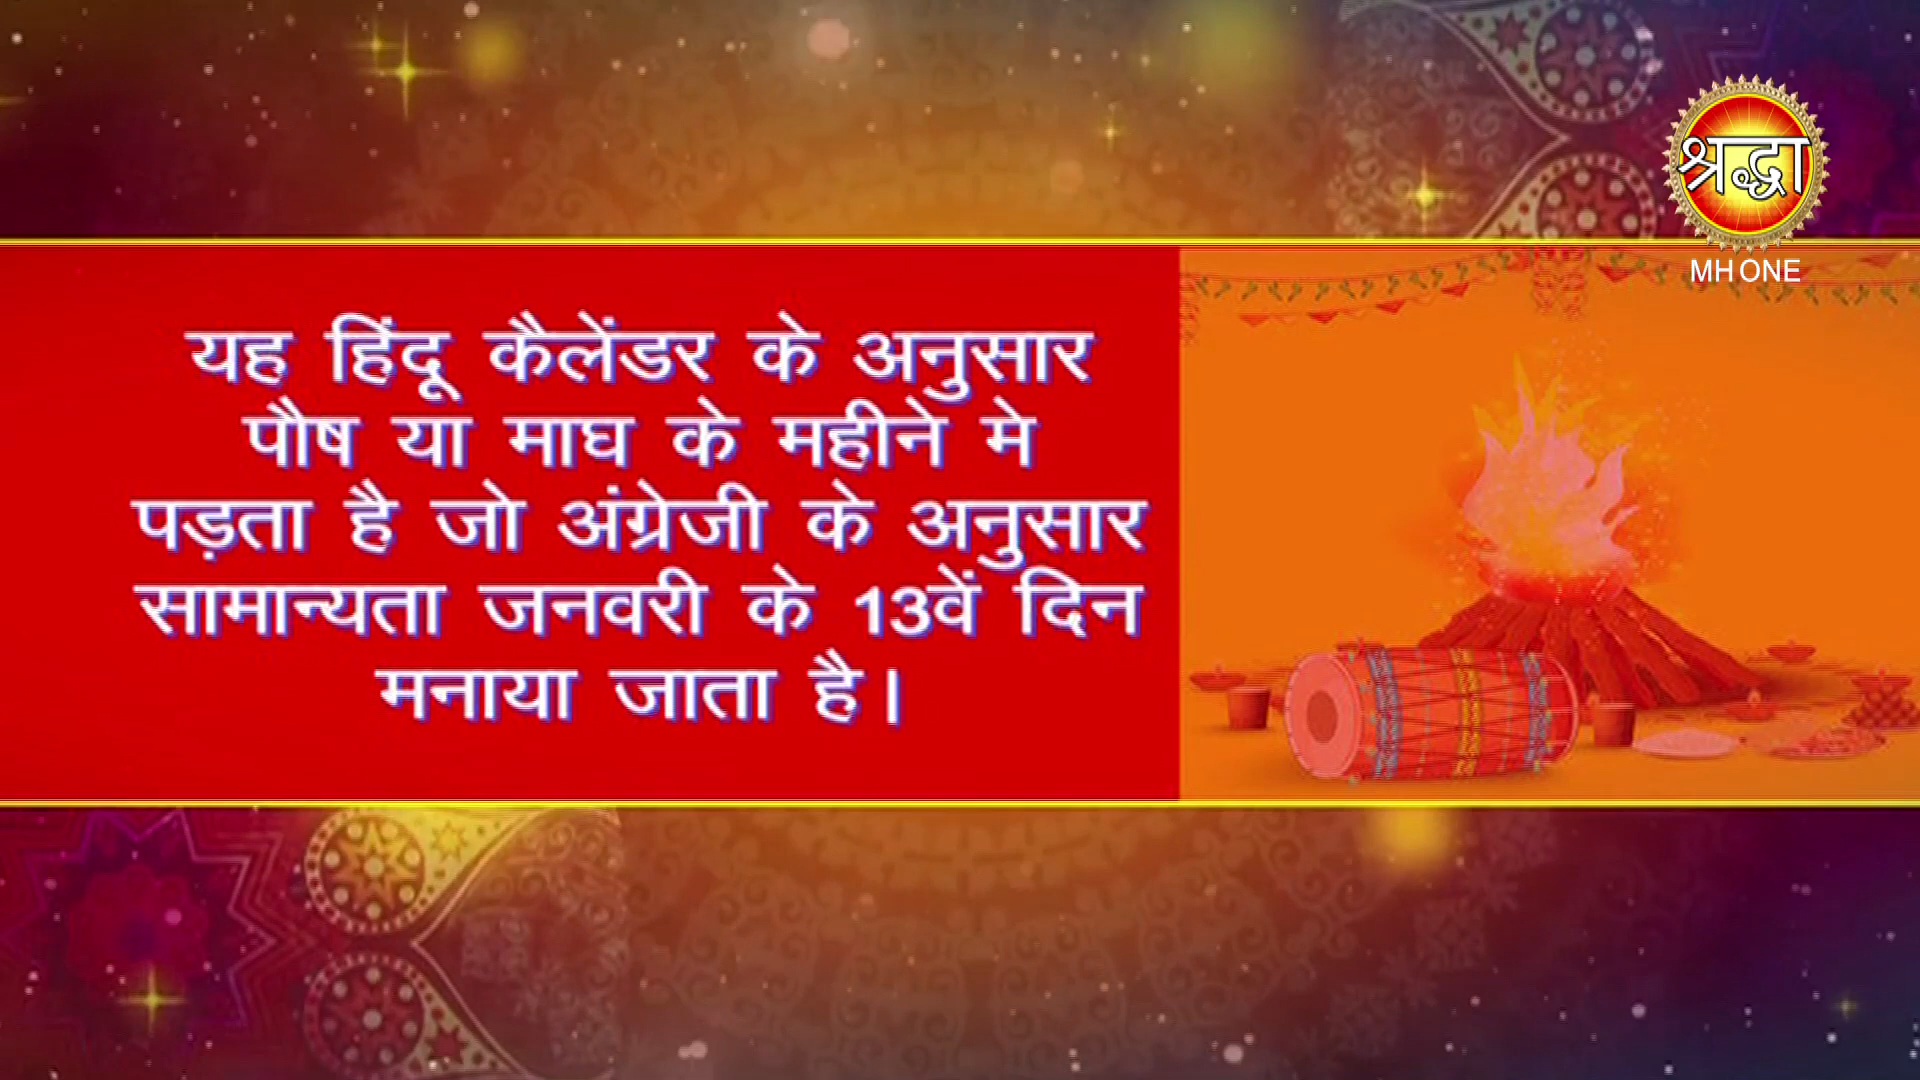 श्रद्धा
MH ONE
यह हिंदू कैलेंडर के अनुसार
पौष या माघ के महीने मे
पड़ता है जो अंग्रेजी के अनुसार
सामान्यता जनवरी के 13वें दिन
मनाया जाता है।